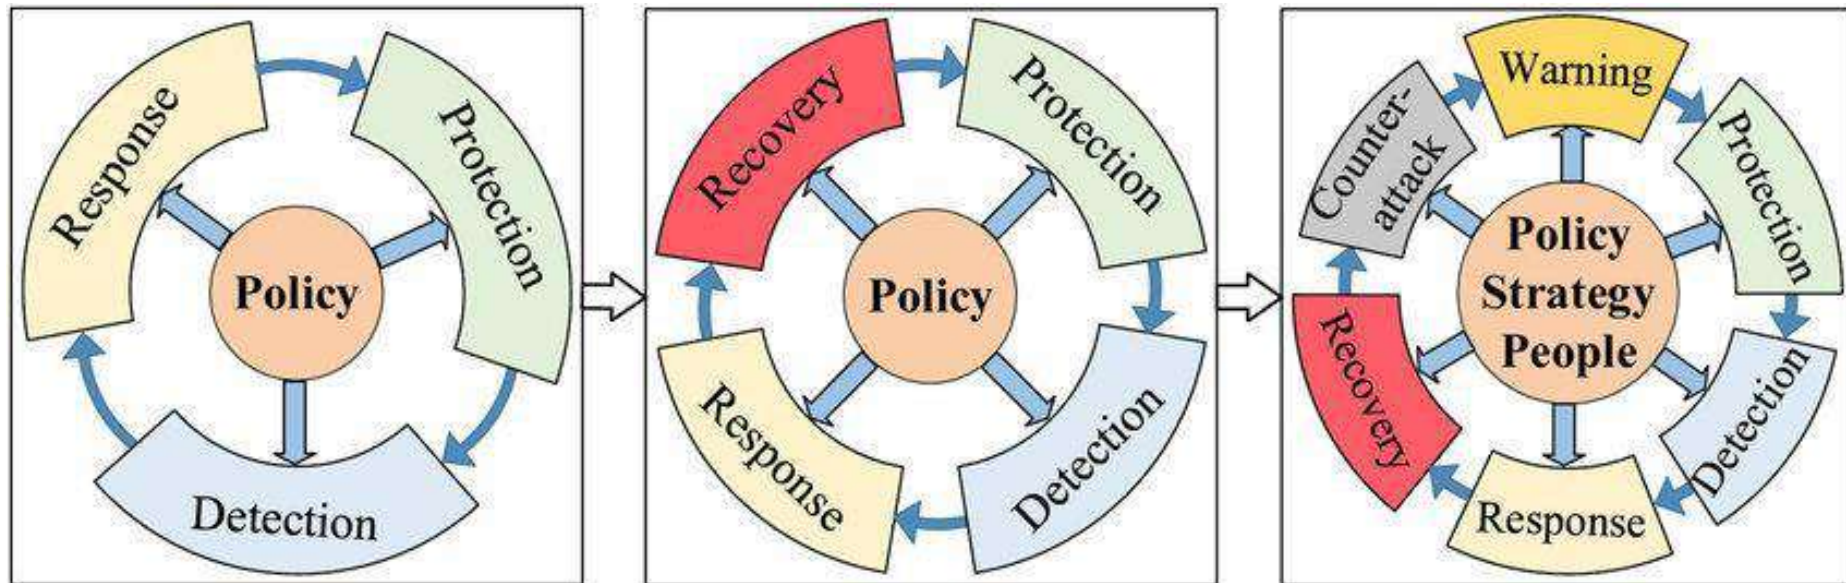 Response
Protection
Detection
Policy
Recovery
Protection
Detection
Response
Policy
Warning
Protection
Detection
Response
Recovery
Counter-
attack
Policy
Strategy
People